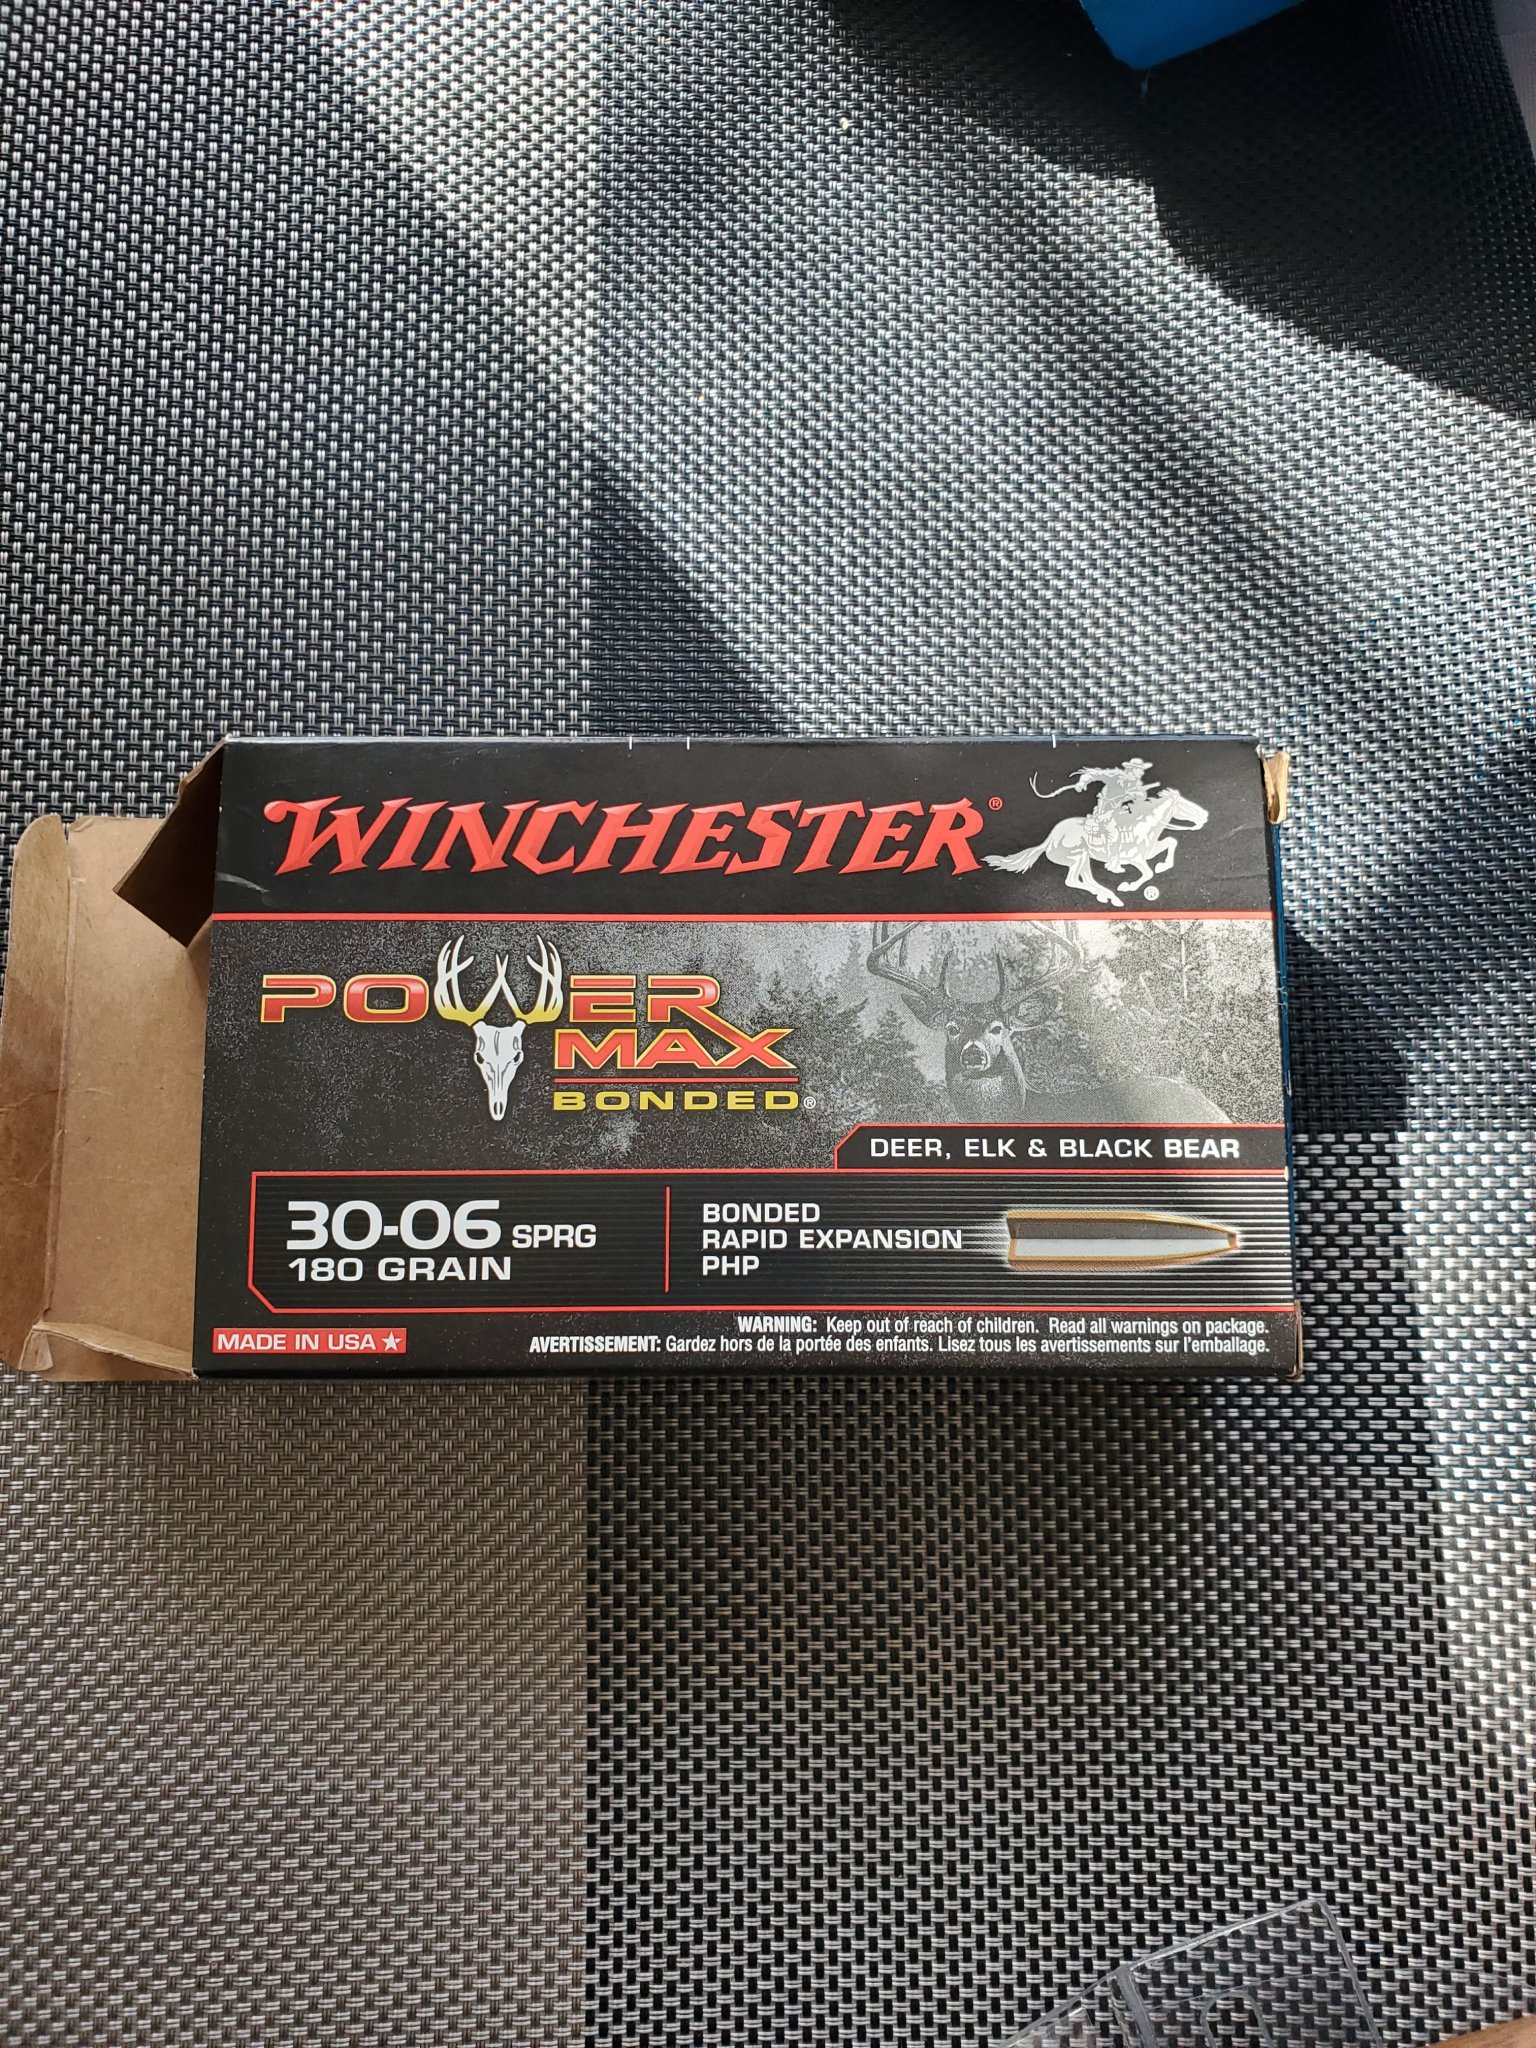 WINCHESTER®
®
POWER
MAX
BONDED®
DEER, ELK & BLACK BEAR
30-06 SPRG
180 GRAIN
BONDED
RAPID EXPANSION
PHP
MADE IN USA
WARNING: Keep out of reach of children. Read all warnings on package.
AVERTISSEMENT: Gardez hors de la portée des enfants. Lisez tous les avertissements sur l'emballage.